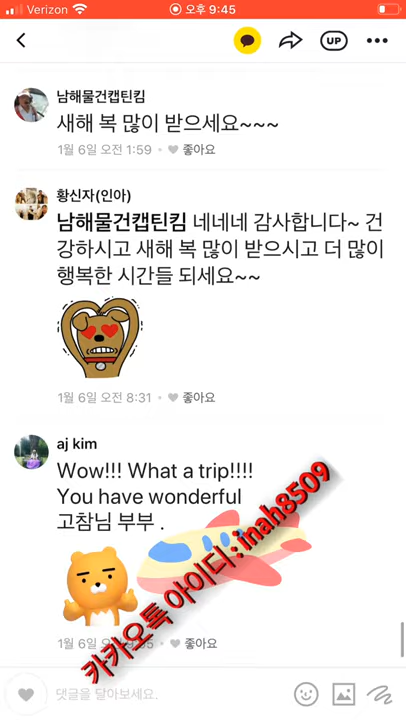 Verizon 오후 9:45
UP
남해물건캡틴킴
새해 복 많이 받으세요~~~
1월 6일 오전 1:59 · 좋아요
황신자(인아)
남해물건캡틴킴 네네네 감사합니다~ 건
강하시고 새해 복 많이 받으시고 더 많이
행복한 시간들 되세요~~
1월 6일 오전 8:31 · 좋아요
aj kim
Wow!!! What a trip!!!!
You have wonderful
고참님 부부 .
카카오톡 아이디:inah8509
1월 6일 좋아요
댓글을 달아보세요.